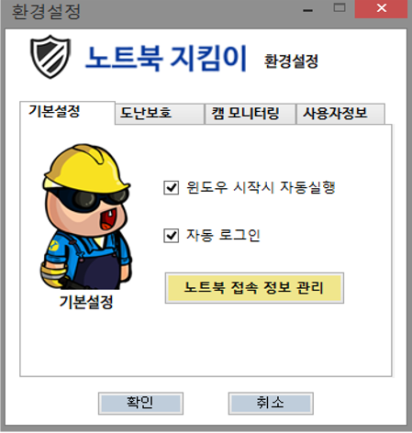 환경설정
노트북 지킴이 환경설정
기본설정 도난보호 캠 모니터링 사용자정보
윈도우 시작시 자동실행
자동 로그인
노트북 접속 정보 관리
기본설정
확인 취소